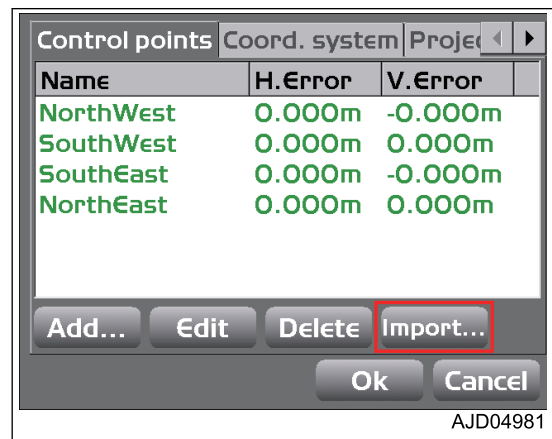 Control points Coord. system Projec
Name H.Error V.Error
NorthWest 0.000m -0.000m
SouthWest 0.000m 0.000m
SouthEast 0.000m -0.000m
NorthEast 0.000m 0.000m
Add... Edit Delete Import...
Ok Cancel
AJD04981